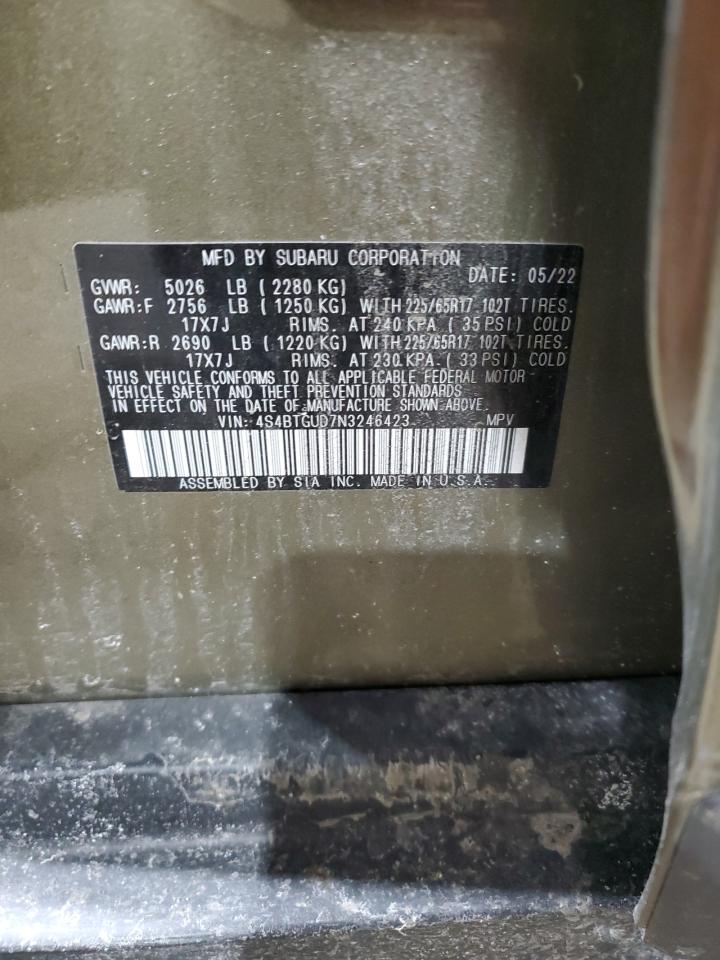 MFD BY SUBARU CORPORATION
DATE: 05/22
GVWR: 5026 LB ( 2280 KG)
GAWR:F 2756 LB ( 1250 KG) WITH 225/65R17 102T TIRES.
17X7J RIMS. AT 240 KPA ( 35 PSI) COLD
GAWR:R 2690 LB ( 1220 KG) WITH 225/65R17 102T TIRES.
17X7J RIMS. AT 230 KPA. ( 33 PSI) COLD
THIS VEHICLE CONFORMS TO ALL APPLICABLE FEDERAL MOTOR
VEHICLE SAFETY AND THEFT PREVENTION STANDARDS
IN EFFECT ON THE DATE OF MANUFACTURE SHOWN ABOVE.
VIN: 4S4BTGUD7N3246423 MPV
ASSEMBLED BY SIA INC. MADE IN U.S.A.